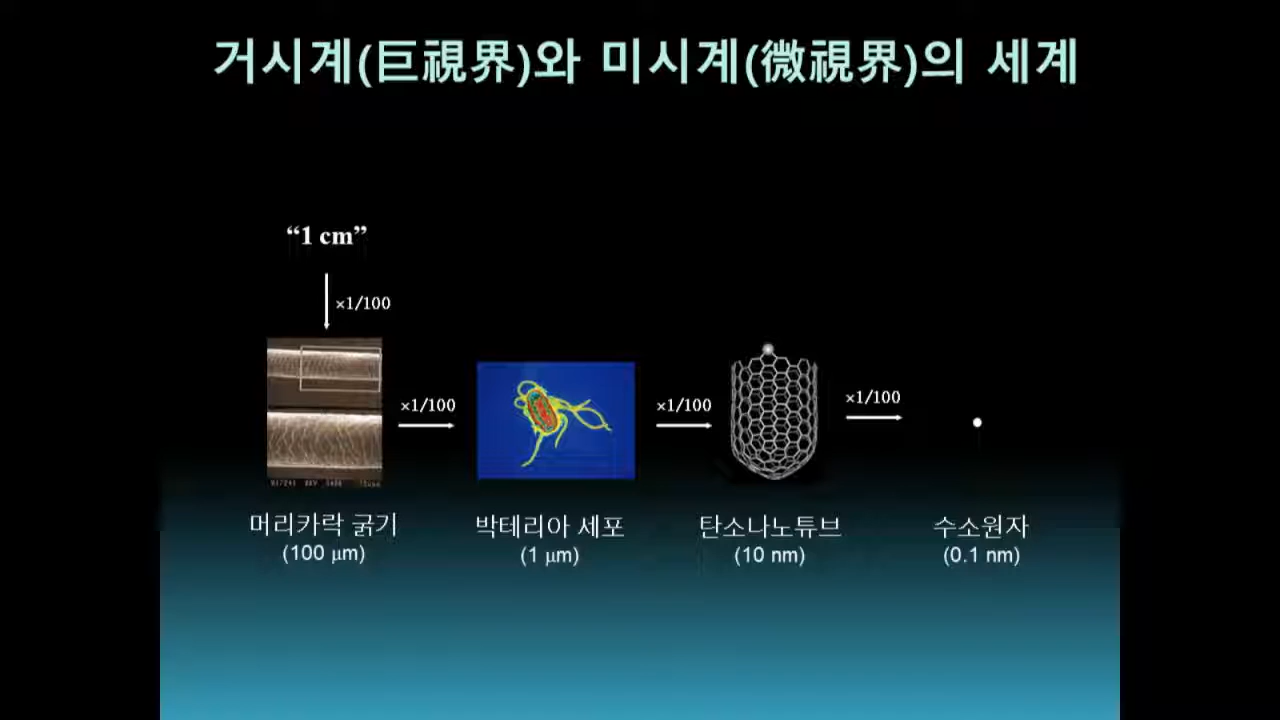 거시계(巨視界)와 미시계(微視界)의 세계
“1 cm”
×1/100
×1/100
×1/100
×1/100
머리카락 굵기
(100 μm)
박테리아 세포
(1 μm)
탄소나노튜브
(10 nm)
수소원자
(0.1 nm)